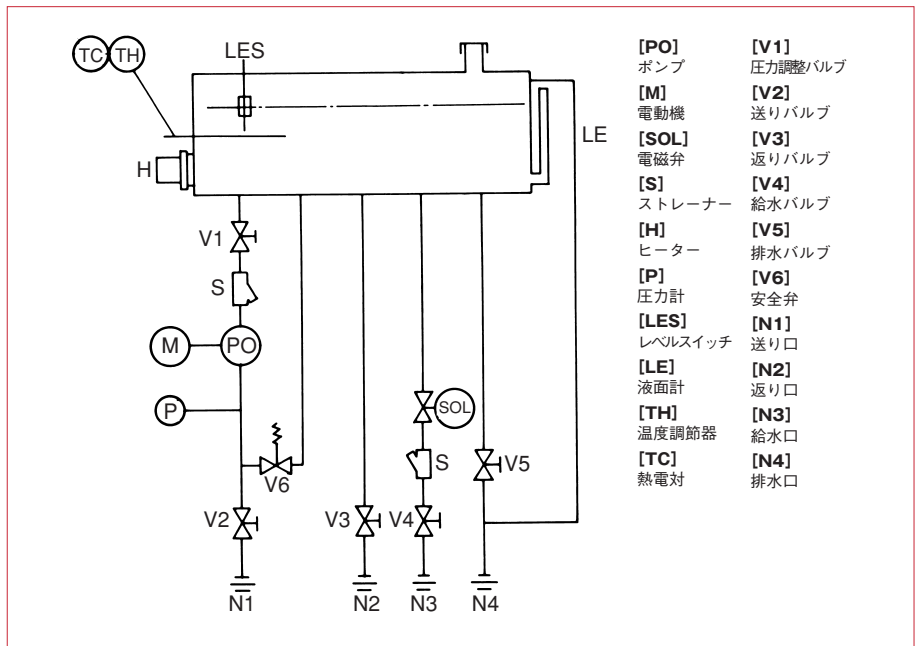 TC TH
LES
LE
H
V1
S
M PO
P
V6
V2
SOL
S
V3
V4
V5
N1 N2 N3 N4
[PO]
ポンプ
[M]
電動機
[SOL]
電磁弁
[S]
ストレーナー
[H]
ヒーター
[P]
圧力計
[LES]
レベルスイッチ
[LE]
液面計
[TH]
温度調節器
[TC]
熱電対
[V1]
圧力調整バルブ
[V2]
送りバルブ
[V3]
返りバルブ
[V4]
給水バルブ
[V5]
排水バルブ
[V6]
安全弁
[N1]
送り口
[N2]
返り口
[N3]
給水口
[N4]
排水口